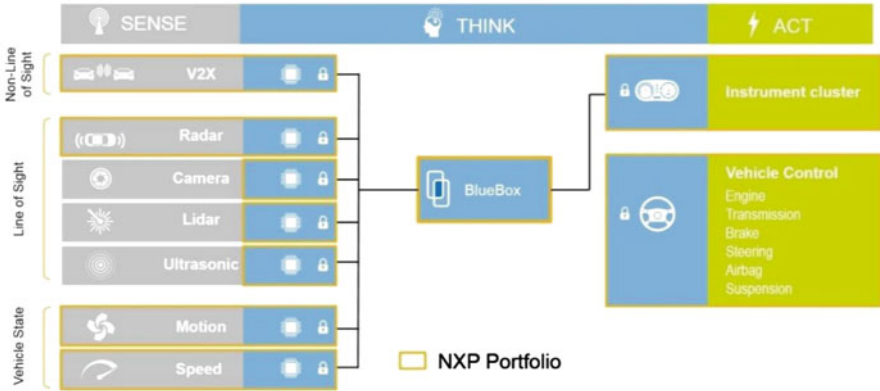 SENSE
THINK
ACT
Non-Line
of Sight
V2X
Instrument cluster
Line of Sight
Radar
Camera
Lidar
Ultrasonic
BlueBox
Vehicle Control
Engine
Transmission
Brake
Steering
Airbag
Suspension
Vehicle State
Motion
Speed
NXP Portfolio